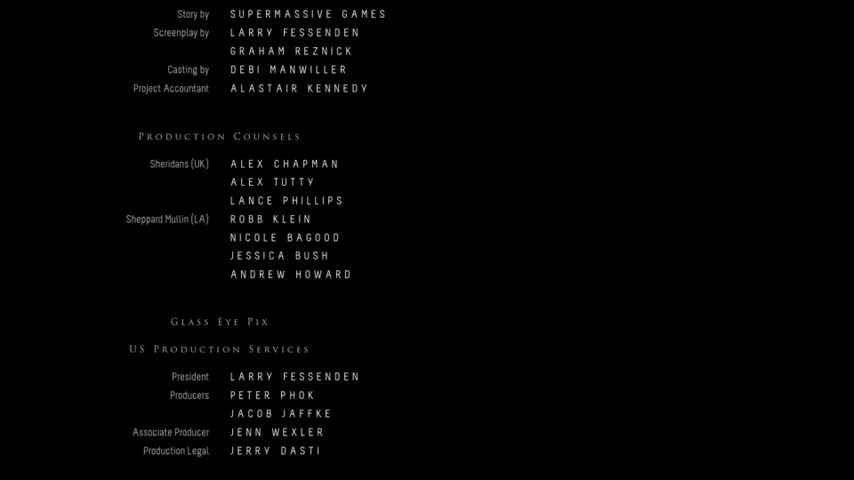 Story by SUPERMASSIVE GAMES
Screenplay by LARRY FESSENDEN
GRAHAM REZNICK
Casting by DEBI MANWILLER
Project Accountant ALASTAIR KENNEDY
PRODUCTION COUNSELS
Sheridans (UK) ALEX CHAPMAN
ALEX TUTTY
LANCE PHILLIPS
Sheppard Mullin (LA) ROBB KLEIN
NICOLE BAGOOD
JESSICA BUSH
ANDREW HOWARD
GLASS EYE PIX
US PRODUCTION SERVICES
President LARRY FESSENDEN
Producers PETER PHOK
JACOB JAFFKE
Associate Producer JENN WEXLER
Production Legal JERRY DASTI